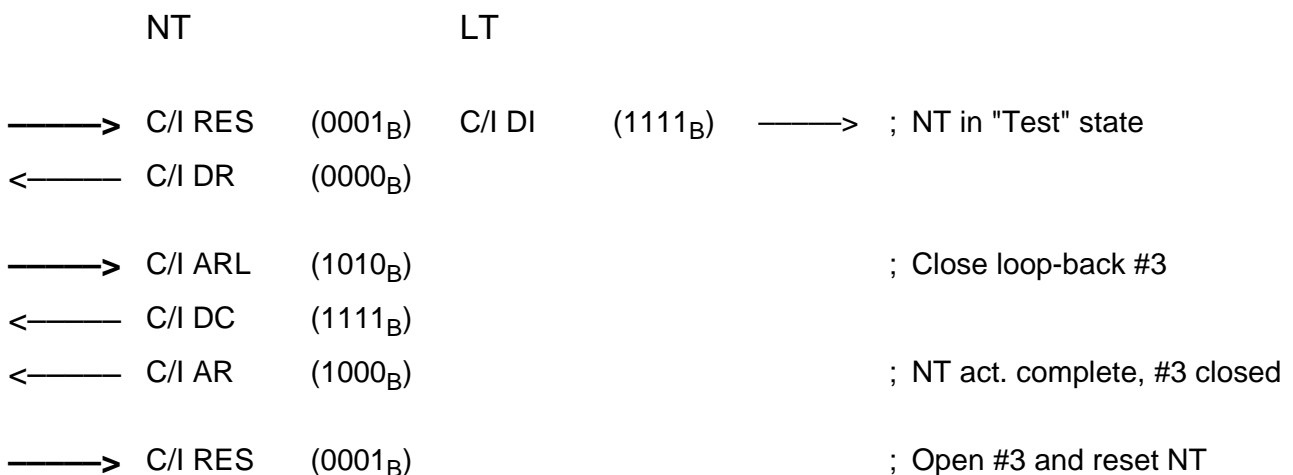 NT LT
———> C/I RES (0001B) C/I DI (1111B) ———> ; NT in "Test" state
<——— C/I DR (0000B)
———> C/I ARL (1010B) ; Close loop-back #3
<——— C/I DC (1111B)
<——— C/I AR (1000B) ; NT act. complete, #3 closed
———> C/I RES (0001B) ; Open #3 and reset NT